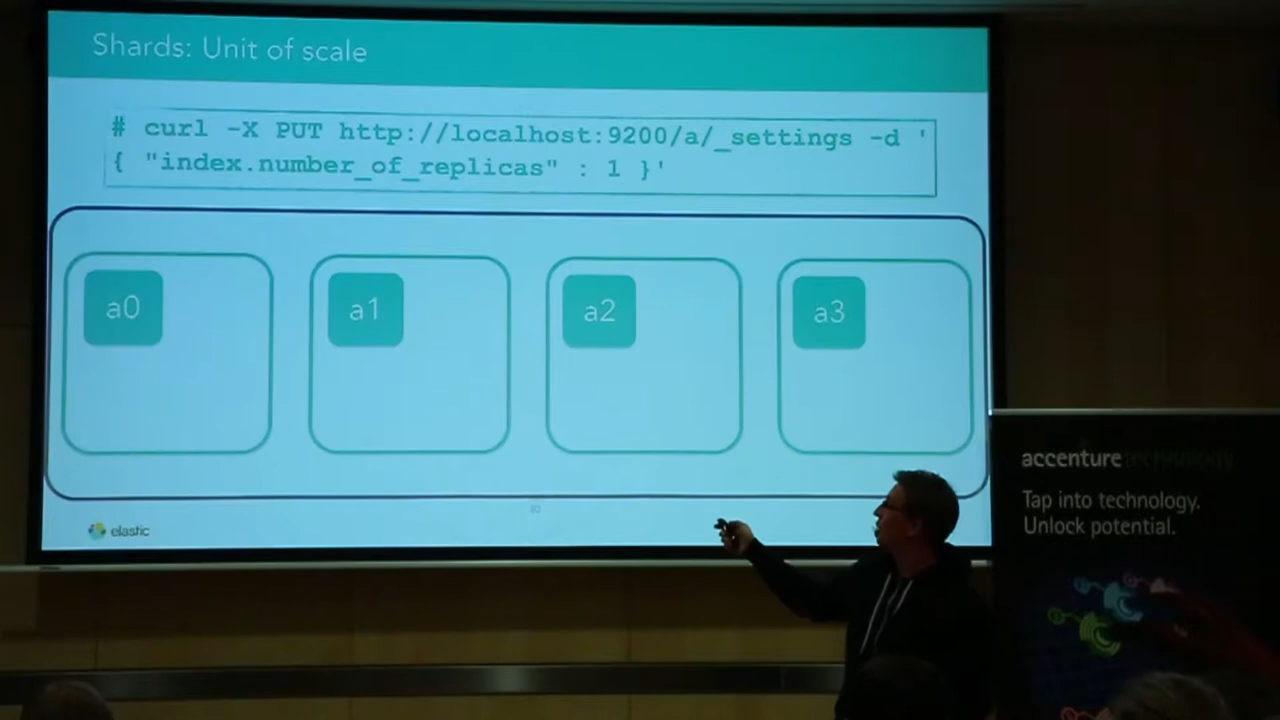 Shards: Unit of scale
# curl -X PUT http://localhost:9200/a/_settings -d '
{ "index.number_of_replicas" : 1 }'
a0
a1
a2
a3
elastic
accenturetechnology
Tap into technology.
Unlock potential.